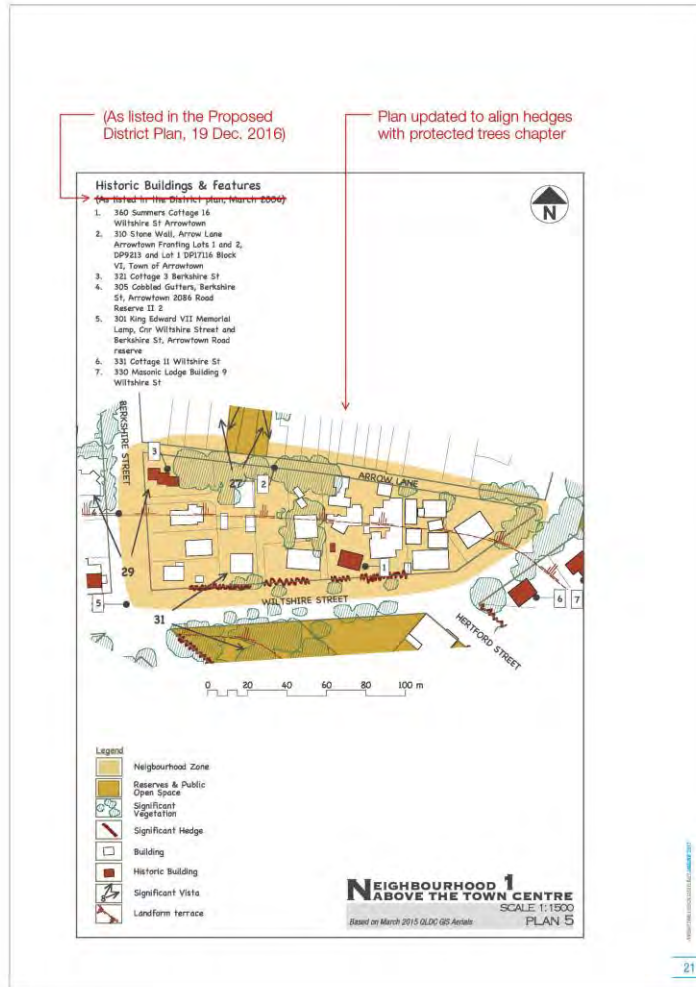 (As listed in the Proposed
District Plan, 19 Dec. 2016)
Plan updated to align hedges
with protected trees chapter
Historic Buildings & features
(As listed in the District plan, March 2006)
N
1. 360 Summers Cottage 16
Wiltshire St Arrowtown
2. 310 Stone Wall, Arrow Lane
Arrowtown Fronting Lots 1 and 2,
DP9213 and Lot 1 DP17116 Block
VI, Town of Arrowtown
3. 321 Cottage 3 Berkshire St
4. 305 Cobbled Gutters, Berkshire
St, Arrowtown 2086 Road
Reserve II 2
5. 301 King Edward VII Memorial
Lamp, Cnr Wiltshire Street and
Berkshire St, Arrowtown Road
reserve
6. 331 Cottage 11 Wiltshire St
7. 330 Masonic Lodge Building 9
Wiltshire St
BERKSHIRE STREET
3
27
2
ARROW LANE
4
29
1
5
WILTSHIRE STREET
6
7
31
HERTFORD STREET
0 20 40 60 80 100 m
Legend
Neigbourhood Zone
Reserves & Public
Open Space
Significant
Vegetation
Significant Hedge
Building
Historic Building
Significant Vista
Landform terrace
NEIGHBOURHOOD 1
ABOVE THE TOWN CENTRE
SCALE 1:1500
Based on March 2015 QLDC GIS Aerials
PLAN 5
21